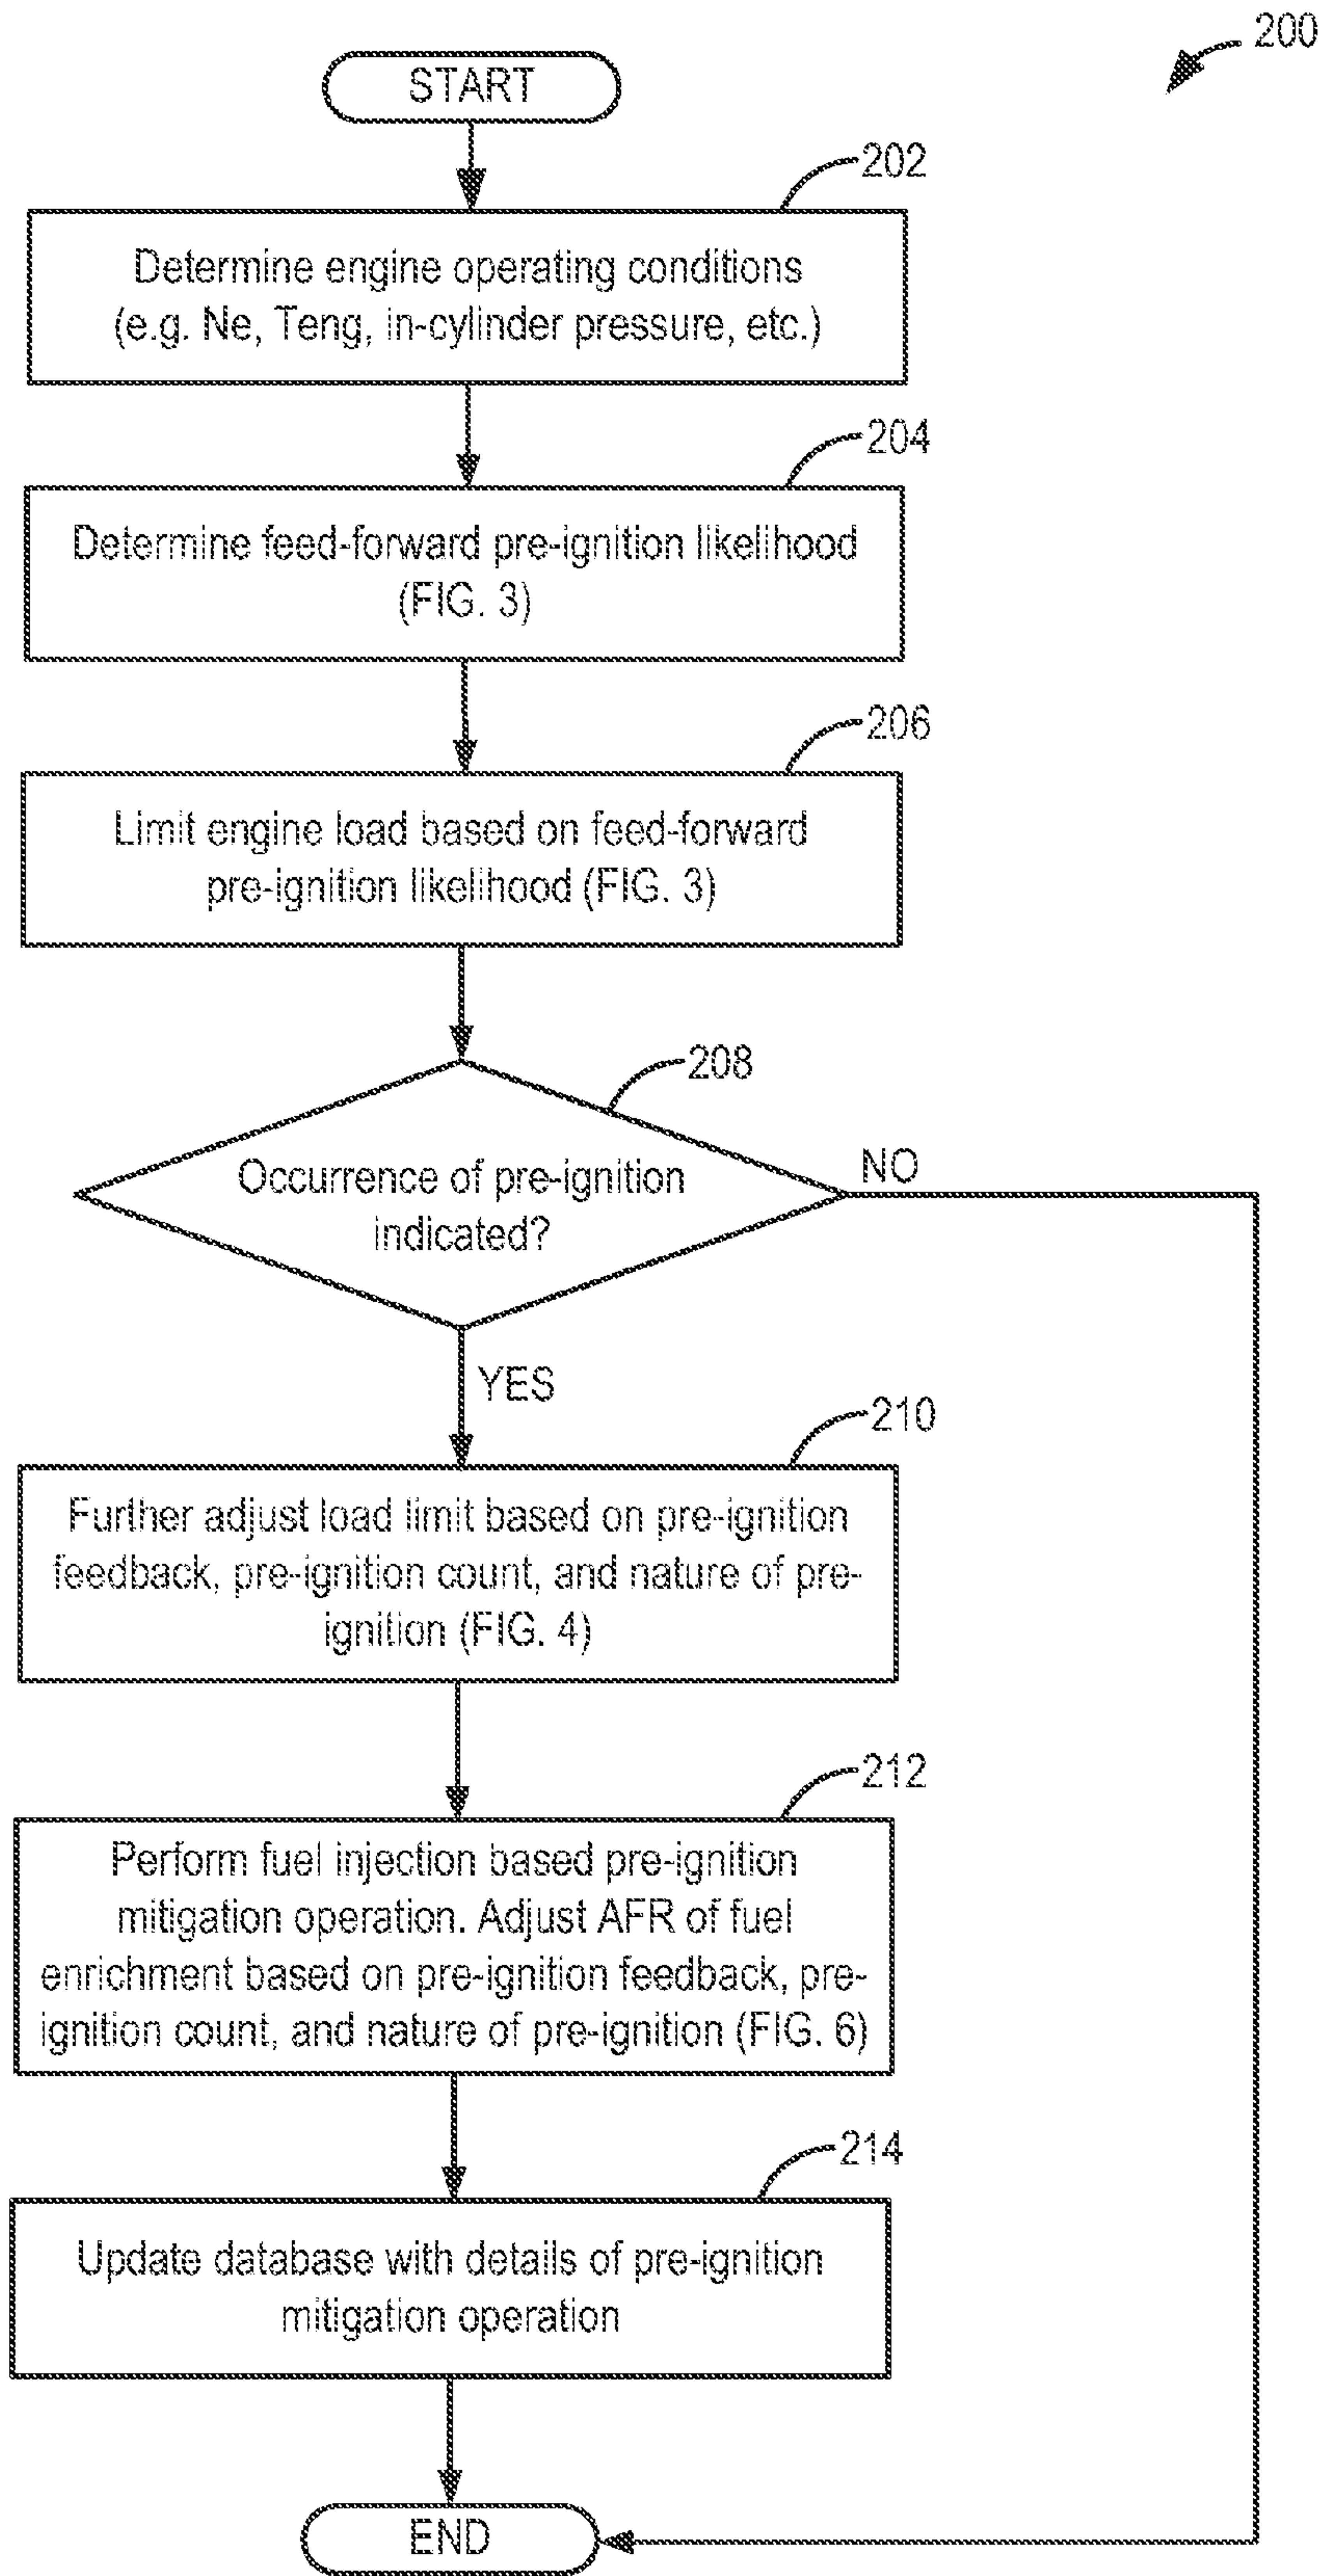 200
START
202
Determine engine operating conditions
(e.g. Ne, Teng, in-cylinder pressure, etc.)
204
Determine feed-forward pre-ignition likelihood
(FIG. 3)
206
Limit engine load based on feed-forward
pre-ignition likelihood (FIG. 3)
208
Occurrence of pre-ignition
indicated?
NO
YES
210
Further adjust load limit based on pre-ignition
feedback, pre-ignition count, and nature of pre-
ignition (FIG. 4)
212
Perform fuel injection based pre-ignition
mitigation operation. Adjust AFR of fuel
enrichment based on pre-ignition feedback, pre-
ignition count, and nature of pre-ignition (FIG. 6)
214
Update database with details of pre-ignition
mitigation operation
END